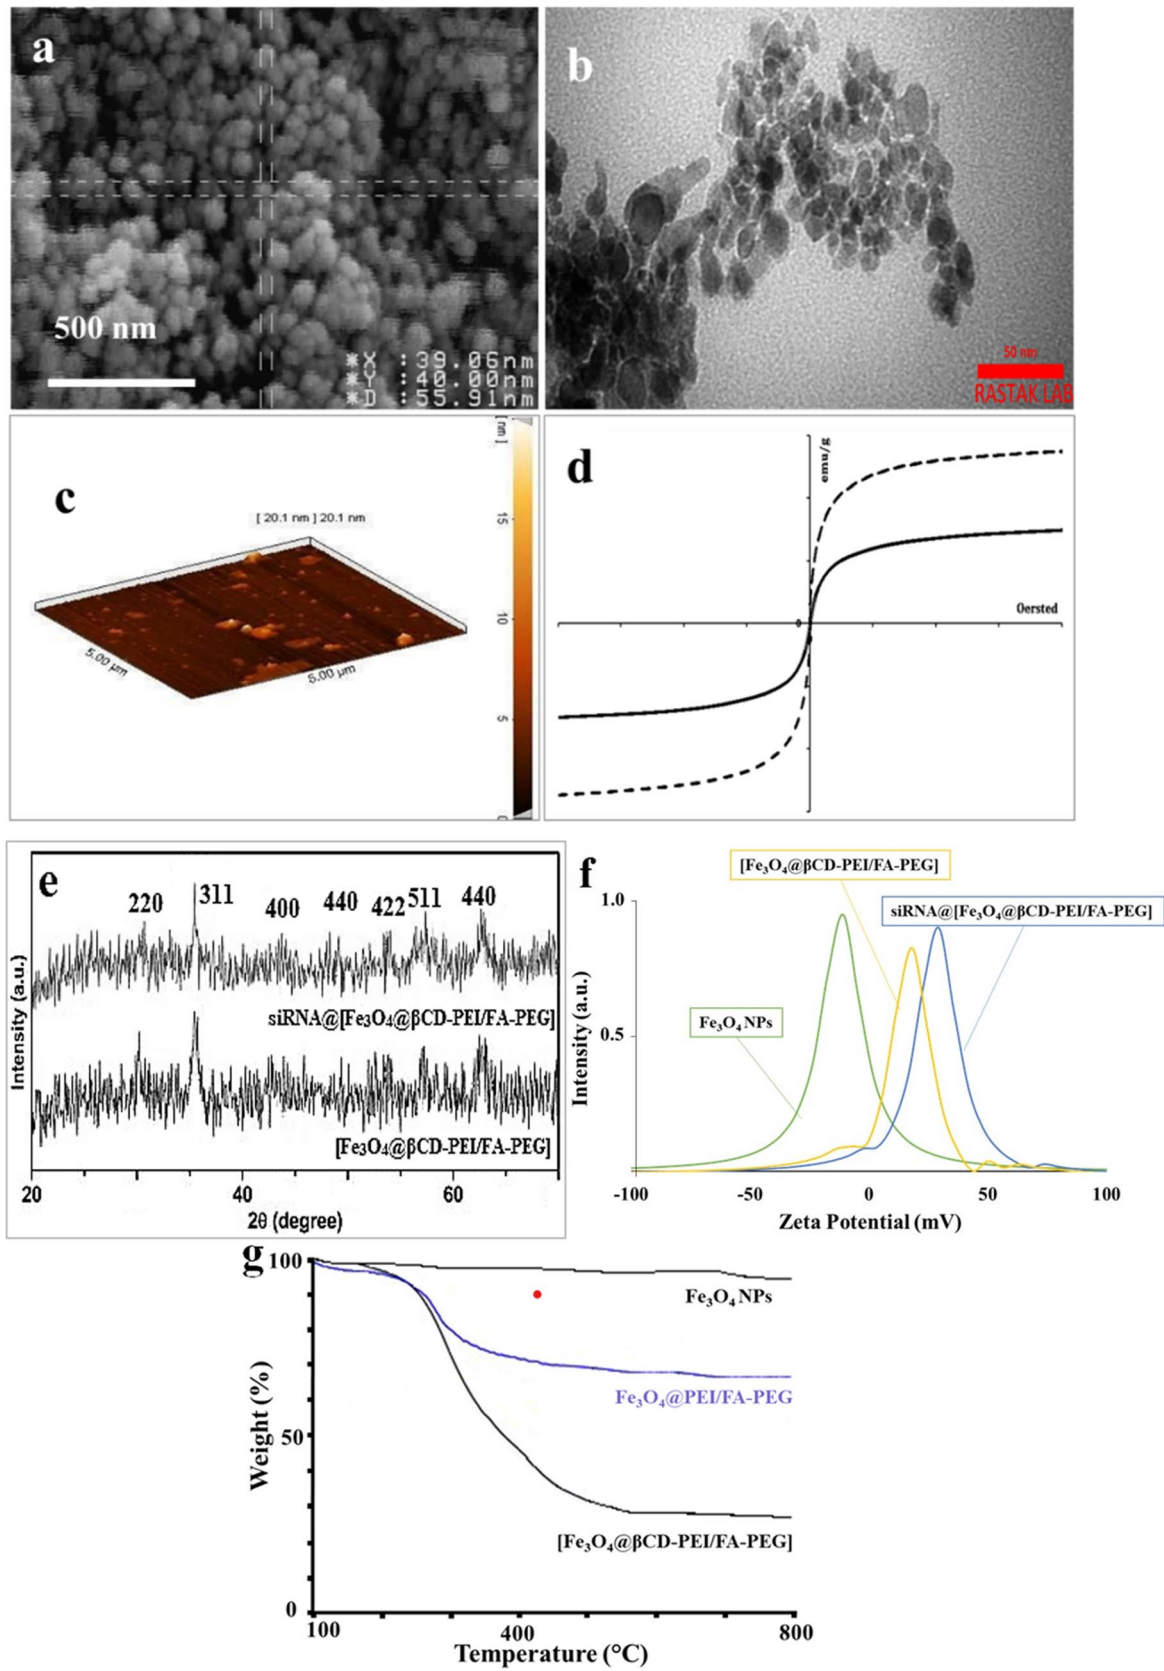 a
500 nm
*X :39.06nm
*Y :40.00nm
*D :55.91nm
b
50 nm
RASTAK LAB
c
[ 20.1 nm ] 20.1 nm
5.00 µm
5.00 µm
[ nm ]
15
10
5
0
d
emu/g
Oersted
0
e
220
311
400
440
422
511
440
siRNA@[Fe₃O₄@βCD-PEI/FA-PEG]
[Fe₃O₄@βCD-PEI/FA-PEG]
Intensity (a.u.)
20
40
60
2θ (degree)
f
[Fe₃O₄@βCD-PEI/FA-PEG]
siRNA@[Fe₃O₄@βCD-PEI/FA-PEG]
Fe₃O₄ NPs
1.0
0.5
Intensity (a.u.)
-100
-50
0
50
100
Zeta Potential (mV)
g
100
50
0
Weight (%)
Fe₃O₄ NPs
Fe₃O₄@PEI/FA-PEG
[Fe₃O₄@βCD-PEI/FA-PEG]
100
400
800
Temperature (°C)